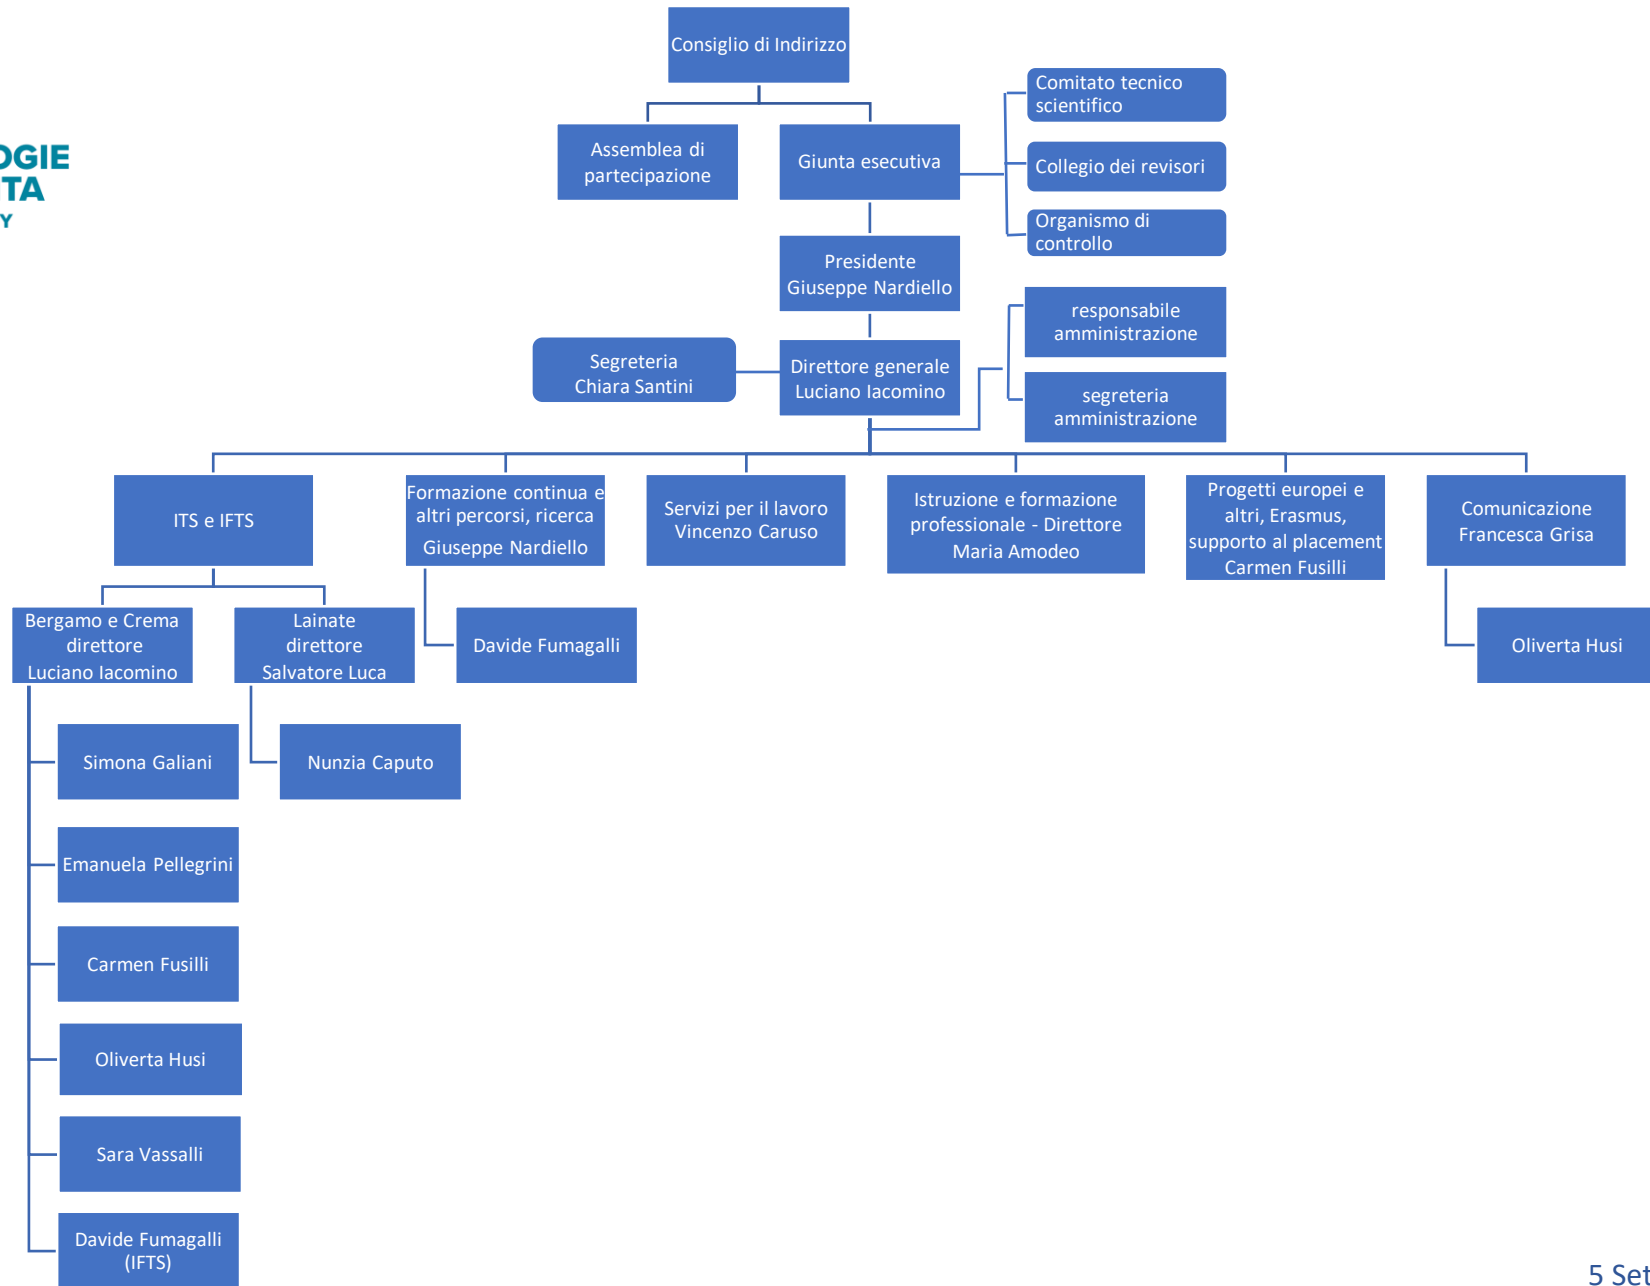 Consiglio di Indirizzo
Comitato tecnico
scientifico
OGIE
TA
Y
Assemblea di
partecipazione
Giunta esecutiva
Collegio dei revisori
Organismo di
controllo
Presidente
Giuseppe Nardiello
responsabile
amministrazione
Segreteria
Chiara Santini
Direttore generale
Luciano Iacomino
segreteria
amministrazione
ITS e IFTS
Formazione continua e
altri percorsi, ricerca
Giuseppe Nardiello
Servizi per il lavoro
Vincenzo Caruso
Istruzione e formazione
professionale - Direttore
Maria Amodeo
Progetti europei e
altri, Erasmus,
supporto al placement
Carmen Fusilli
Comunicazione
Francesca Grisa
Bergamo e Crema
direttore
Luciano Iacomino
Lainate
direttore
Salvatore Luca
Davide Fumagalli
Oliverta Husi
Simona Galiani
Nunzia Caputo
Emanuela Pellegrini
Carmen Fusilli
Oliverta Husi
Sara Vassalli
Davide Fumagalli
(IFTS)
5 Set